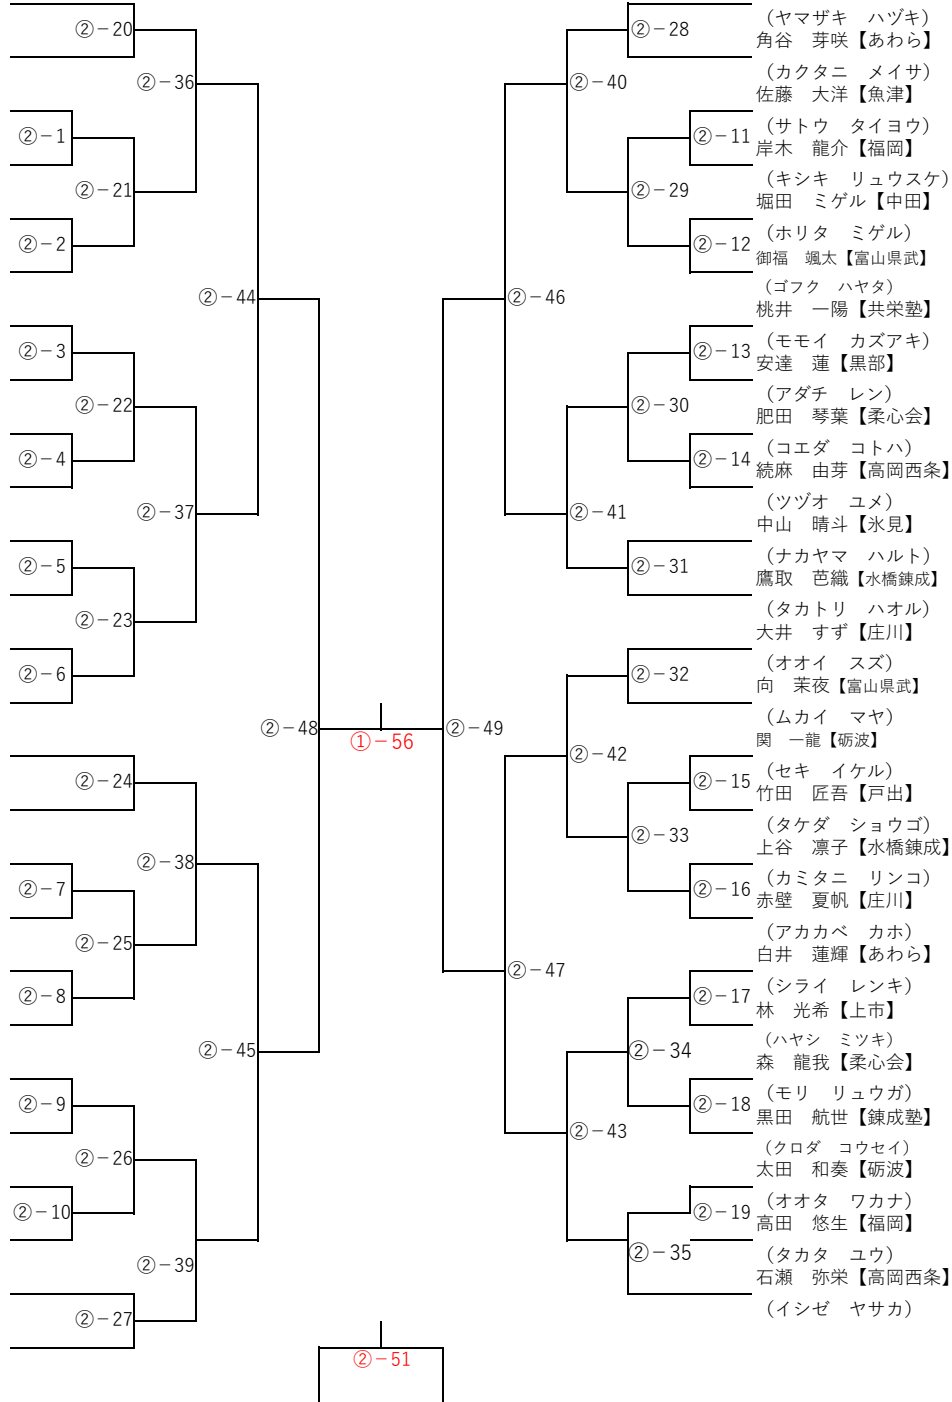 ②－20
②－36
②－1
②－21
②－2
②－44
②－3
②－22
②－4
②－37
②－5
②－23
②－6
②－48
②－24
②－38
②－7
②－25
②－8
②－45
②－9
②－26
②－10
②－39
②－27
①－56
②－51
②－49
②－46
②－47
②－40
②－41
②－42
②－43
②－28
②－11
②－29
②－12
②－13
②－30
②－14
②－31
②－32
②－15
②－33
②－16
②－17
②－34
②－18
②－19
②－35
（ヤマザキ　ハヅキ）
角谷　芽咲【あわら】
（カクタニ　メイサ）
佐藤　大洋【魚津】
（サトウ　タイヨウ）
岸木　龍介【福岡】
（キシキ　リュウスケ）
堀田　ミゲル【中田】
（ホリタ　ミゲル）
御福　颯太【富山県武】
（ゴフク　ハヤタ）
桃井　一陽【共栄塾】
（モモイ　カズアキ）
安達　蓮【黒部】
（アダチ　レン）
肥田　琴葉【柔心会】
（コエダ　コトハ）
続麻　由芽【高岡西条】
（ツヅオ　ユメ）
中山　晴斗【氷見】
（ナカヤマ　ハルト）
鷹取　芭織【水橋錬成】
（タカトリ　ハオル）
大井　すず【庄川】
（オオイ　スズ）
向　茉夜【富山県武】
（ムカイ　マヤ）
関　一龍【砺波】
（セキ　イケル）
竹田　匠吾【戸出】
（タケダ　ショウゴ）
上谷　凛子【水橋錬成】
（カミタニ　リンコ）
赤壁　夏帆【庄川】
（アカカベ　カホ）
白井　蓮輝【あわら】
（シライ　レンキ）
林　光希【上市】
（ハヤシ　ミツキ）
森　龍我【柔心会】
（モリ　リュウガ）
黒田　航世【錬成塾】
（クロダ　コウセイ）
太田　和奏【砺波】
（オオタ　ワカナ）
高田　悠生【福岡】
（タカタ　ユウ）
石瀬　弥栄【高岡西条】
（イシゼ　ヤサカ）